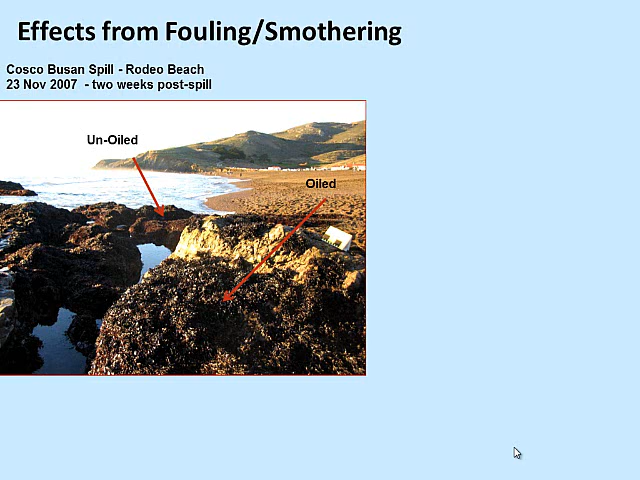 Effects from Fouling/Smothering
Cosco Busan Spill - Rodeo Beach
23 Nov 2007 - two weeks post-spill
Un-Oiled
Oiled